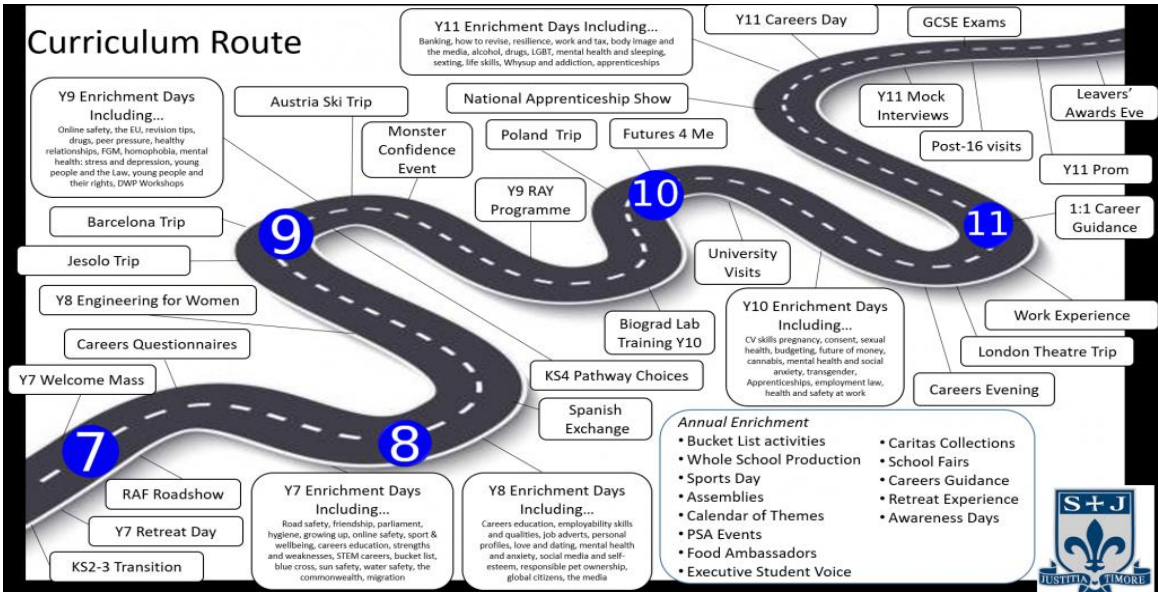 Curriculum Route
Y11 Enrichment Days Including...
Banking, how to revise, resilience, work and tax, body image and
the media, alcohol, drugs, LGBT, mental health and sleeping,
sexting, life skills, Whysup and addiction, apprenticeships
Y11 Careers Day
GCSE Exams
Y9 Enrichment Days
Including...
Online safety, the EU, revision tips,
drugs, peer pressure, healthy
relationships, FGM, homophobia, mental
health: stress and depression, young
people and the Law, young people and
their rights, DWP Workshops
Austria Ski Trip
National Apprenticeship Show
Y11 Mock
Interviews
Leavers’
Awards Eve
Monster
Confidence
Event
Poland Trip
Futures 4 Me
Post-16 visits
Y11 Prom
Y9 RAY
Programme
10
1:1 Career
Guidance
Barcelona Trip
9
11
Jesolo Trip
University
Visits
Y8 Engineering for Women
Y10 Enrichment Days
Including...
CV skills pregnancy, consent, sexual
health, budgeting, future of money,
cannabis, mental health and social
anxiety, transgender,
Apprenticeships, employment law,
health and safety at work
Work Experience
Biograd Lab
Training Y10
London Theatre Trip
Careers Questionnaires
KS4 Pathway Choices
Careers Evening
Y7 Welcome Mass
Spanish
Exchange
7
8
RAF Roadshow
Y7 Retreat Day
KS2-3 Transition
Y7 Enrichment Days
Including...
Road safety, friendship, parliament,
hygiene, growing up, online safety, sport &
wellbeing, careers education, strengths
and weaknesses, STEM careers, bucket list,
blue cross, sun safety, water safety, the
commonwealth, migration
Y8 Enrichment Days
Including...
Careers education, employability skills
and qualities, job adverts, personal
profiles, love and dating, mental health
and anxiety, social media and self-
esteem, responsible pet ownership,
global citizens, the media
Annual Enrichment
• Bucket List activities
• Whole School Production
• Sports Day
• Assemblies
• Calendar of Themes
• PSA Events
• Food Ambassadors
• Executive Student Voice
• Caritas Collections
• School Fairs
• Careers Guidance
• Retreat Experience
• Awareness Days
S+J
JUSTITIA TIMORE